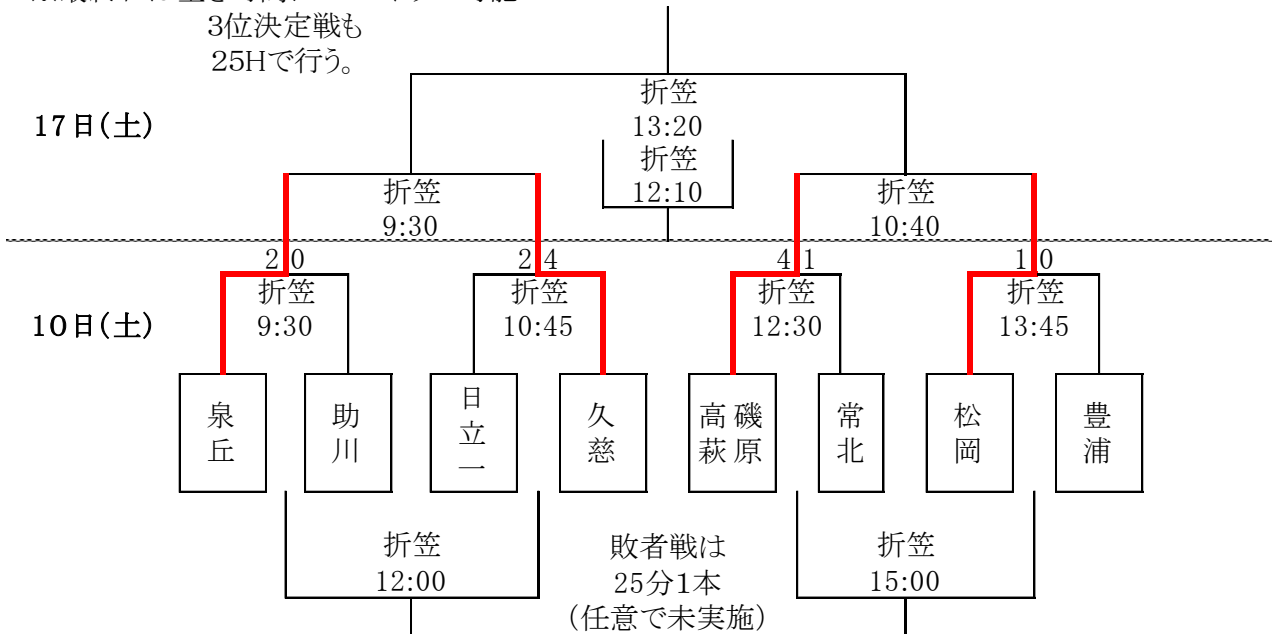 3位決定戦も
25Hで行う。
折笠
13:20
17日(土)
折笠
12:10
折笠
9:30
折笠
10:40
2 0
2 4
4 1
1 0
折笠
9:30
折笠
10:45
折笠
12:30
折笠
13:45
10日(土)
泉丘
助川
日立一
久慈
高萩
磯原
常北
松岡
豊浦
折笠
12:00
敗者戦は
25分1本
(任意で未実施)
折笠
15:00